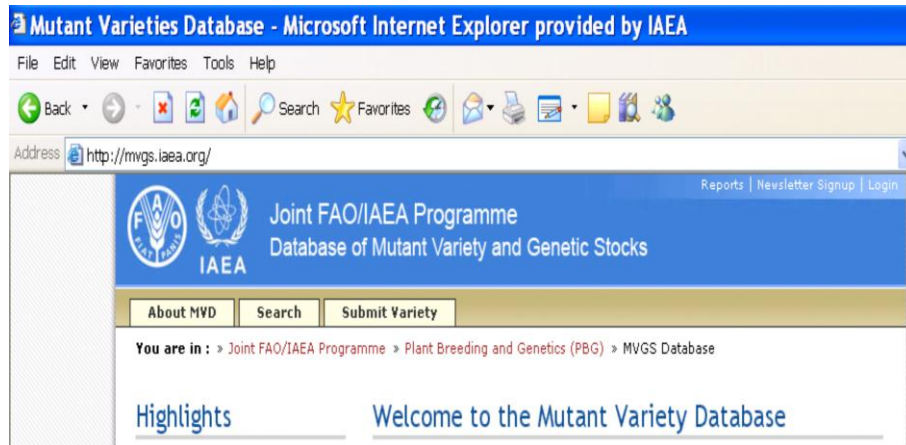 Mutant Varieties Database - Microsoft Internet Explorer provided by IAEA
File Edit View Favorites Tools Help
Back Search Favorites
Address http://mvgs.iaea.org/
Reports | Newsletter Signup | Login
F A O
FIAT PANIS
IAEA
Joint FAO/IAEA Programme
Database of Mutant Variety and Genetic Stocks
About MVD Search Submit Variety
You are in : » Joint FAO/IAEA Programme » Plant Breeding and Genetics (PBG) » MVGS Database
Highlights Welcome to the Mutant Variety Database